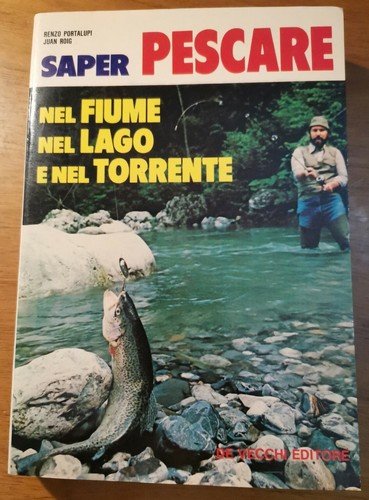 RENZO PORTALUPI
JUAN ROIG
SAPER PESCARE
NEL FIUME
NEL LAGO
E NEL TORRENTE
DE VECCHI EDITORE